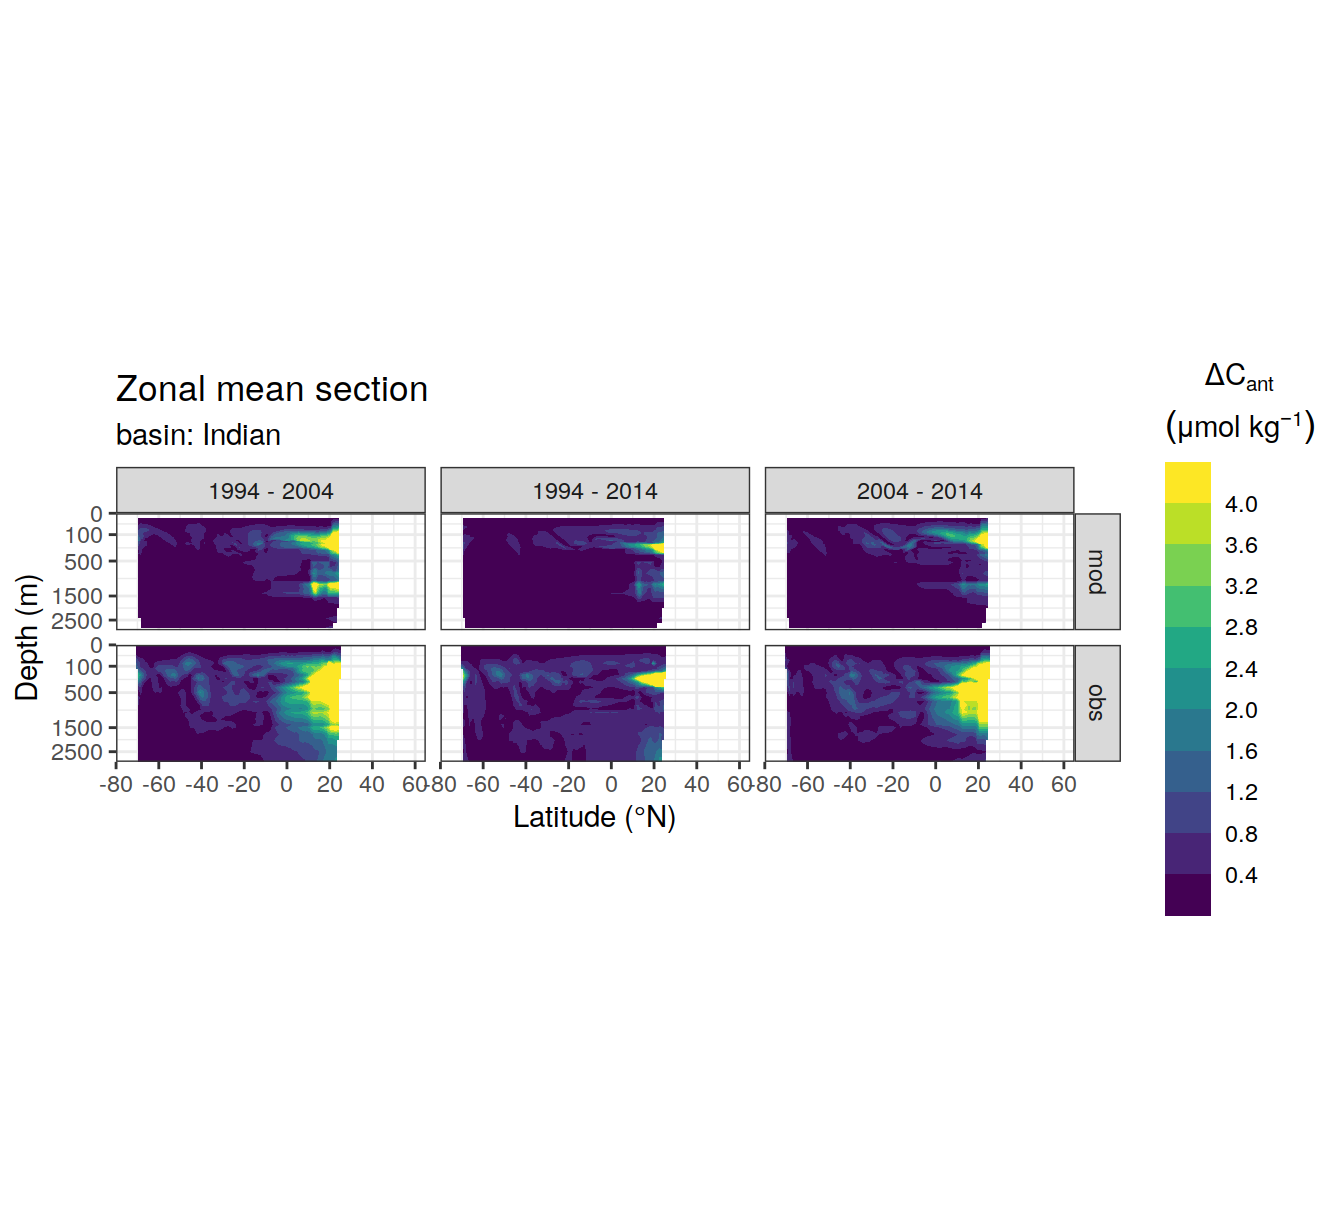 Zonal mean section
basin: Indian
1994 - 2004
1994 - 2014
2004 - 2014
0
100
500
1500
2500
mod
0
100
500
1500
2500
obs
-80 -60 -40 -20 0 20 40 60
-80 -60 -40 -20 0 20 40 60
-80 -60 -40 -20 0 20 40 60
Latitude (°N)
Depth (m)
ΔC_ant
(µmol kg⁻¹)
4.0
3.6
3.2
2.8
2.4
2.0
1.6
1.2
0.8
0.4